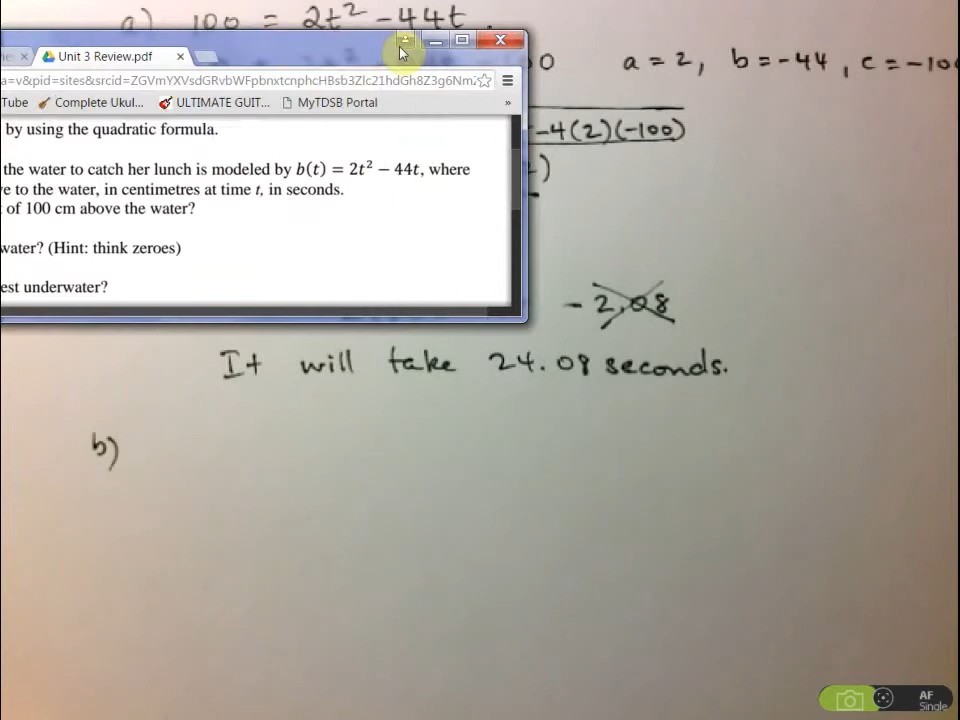 a) 100 = 2t² - 44t
Unit 3 Review.pdf
a=v&pid=sites&srcid=ZGVmYXVsdGRvbWFpbnxtcnphcHBsb3Zlc21hdGh8Z3g6Nm
Tube Complete Ukul... ULTIMATE GUIT... MyTDSB Portal »
00 a = 2, b = -44, c = -100
by using the quadratic formula.
-4(2)(-100)
the water to catch her lunch is modeled by b(t) = 2t² − 44t, where
e to the water, in centimetres at time t, in seconds.
of 100 cm above the water?
water? (Hint: think zeroes)
est underwater?
- 2.08
It will take 24.08 seconds.
b)
AF
Single